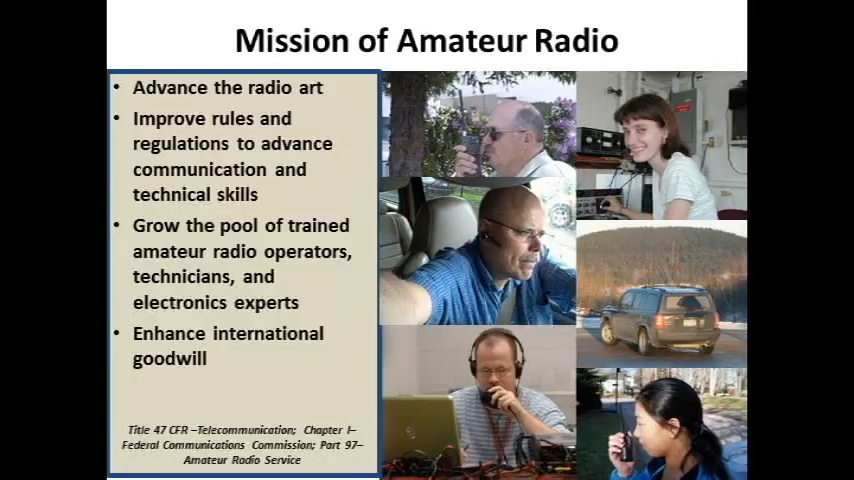 Mission of Amateur Radio
• Advance the radio art
• Improve rules and
regulations to advance
communication and
technical skills
• Grow the pool of trained
amateur radio operators,
technicians, and
electronics experts
• Enhance international
goodwill
Title 47 CFR –Telecommunication; Chapter I–
Federal Communications Commission; Part 97–
Amateur Radio Service